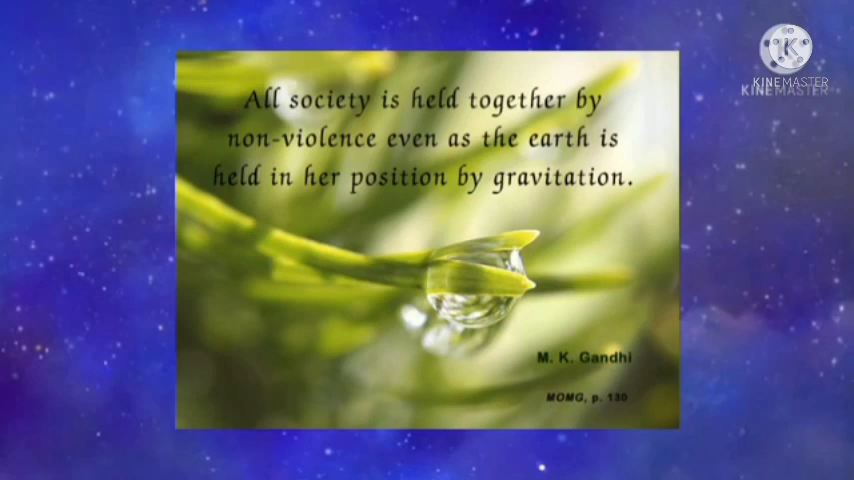 All society is held together by
non-violence even as the earth is
held in her position by gravitation.
M. K. Gandhi
MOMG, p. 130
K
KINEMASTER
KINEMASTER